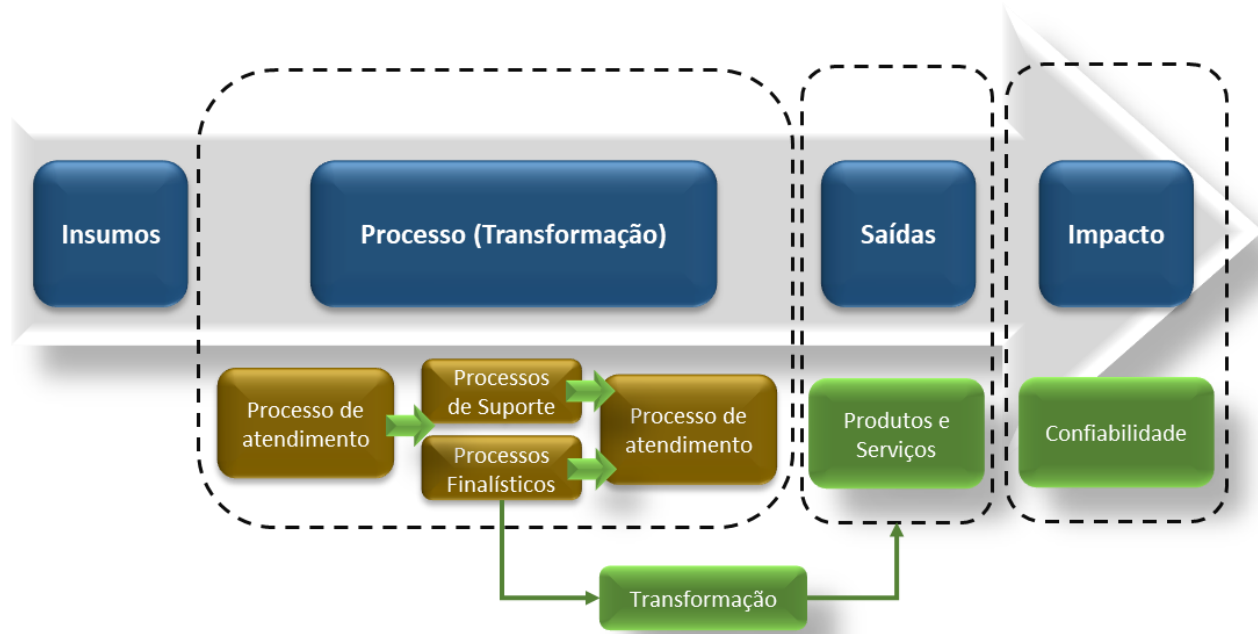 Insumos
Processo (Transformação)
Saídas
Impacto
Processo de
atendimento
Processos
de Suporte
Processos
Finalísticos
Processo de
atendimento
Produtos e
Serviços
Confiabilidade
Transformação